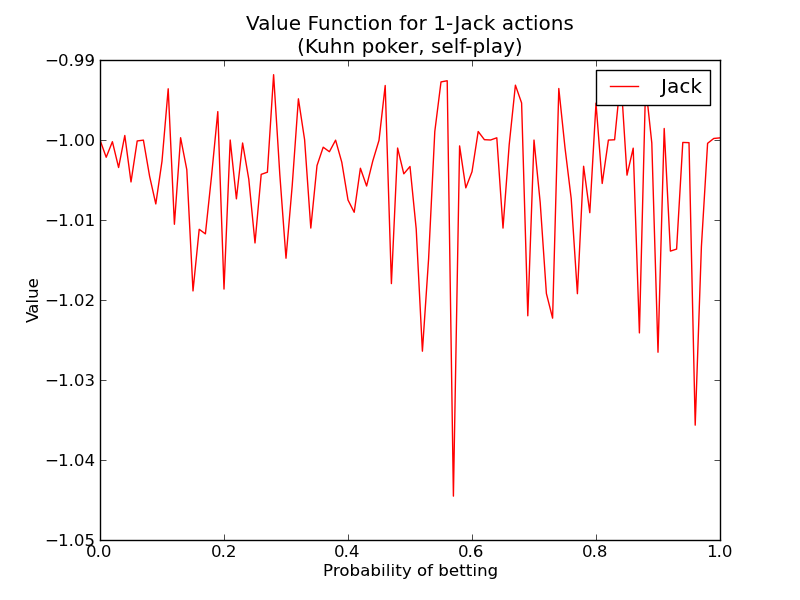 Value Function for 1-Jack actions
(Kuhn poker, self-play)
Jack
−0.99
−1.00
−1.01
−1.02
−1.03
−1.04
−1.05
Value
0.0
0.2
0.4
0.6
0.8
1.0
Probability of betting